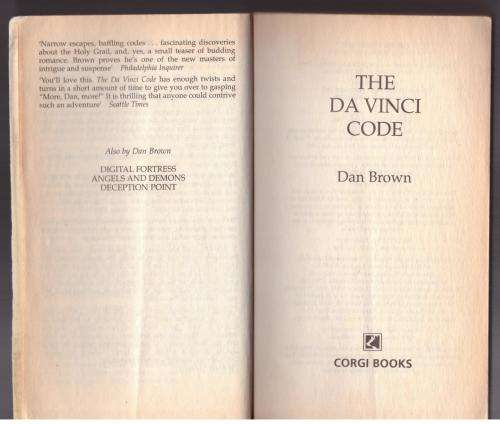 'Narrow escapes, baffling codes . . . fascinating discoveries
about the Holy Grail, and, yes, a small teaser of budding
romance. Brown proves he's one of the new masters of
intrigue and suspense' Philadelphia Inquirer
'You'll love this. The Da Vinci Code has enough twists and
turns in a short amount of time to give you over to gasping
"More, Dan, more!" It is thrilling that anyone could contrive
such an adventure' Seattle Times
Also by Dan Brown
DIGITAL FORTRESS
ANGELS AND DEMONS
DECEPTION POINT
THE
DA VINCI
CODE
Dan Brown
CORGI BOOKS